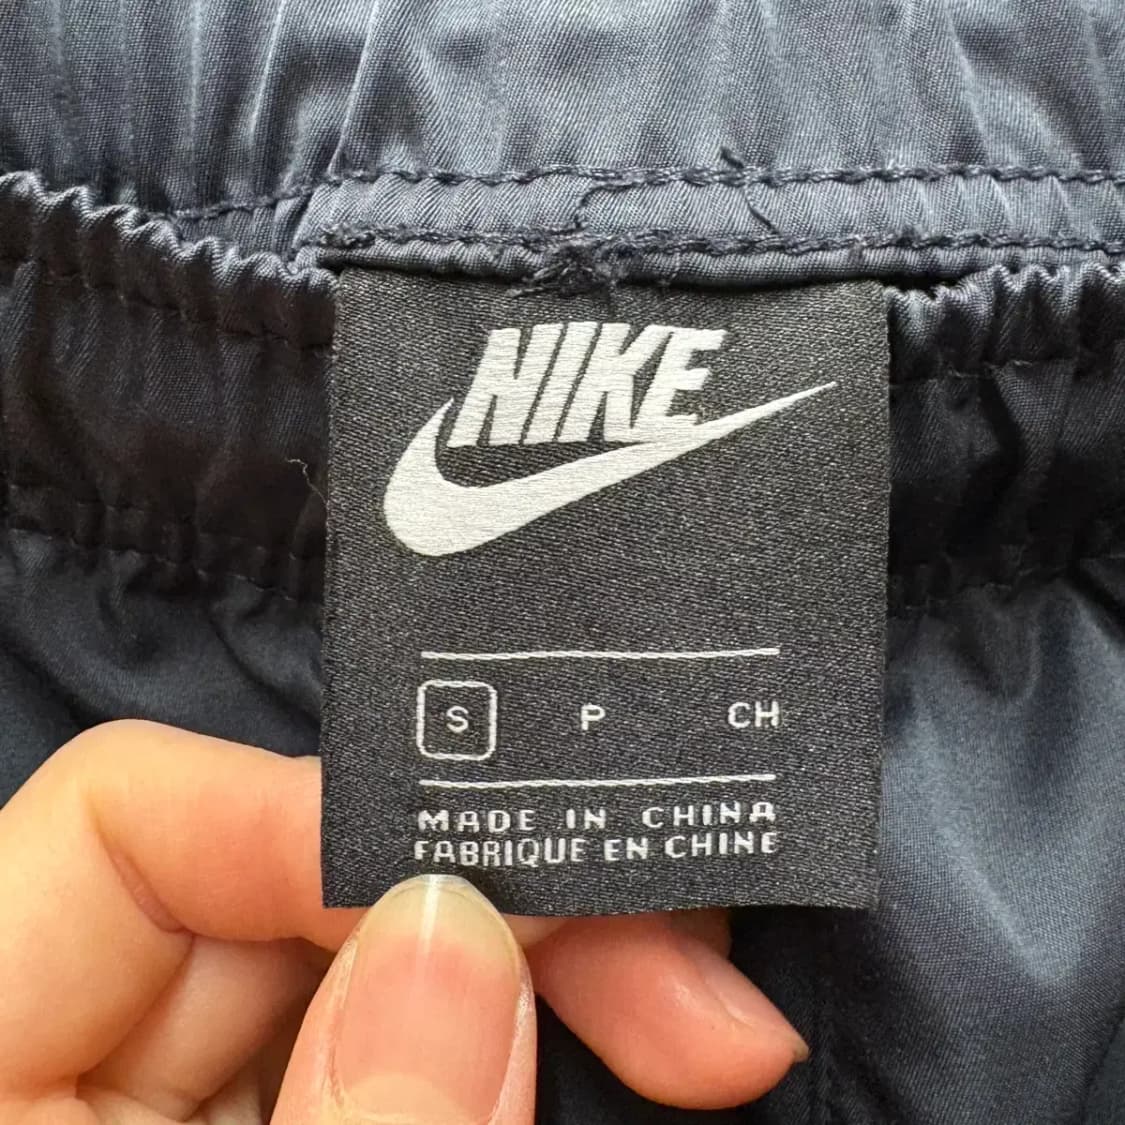 NIKE
S P CH
MADE IN CHINA
FABRIQUE EN CHINE